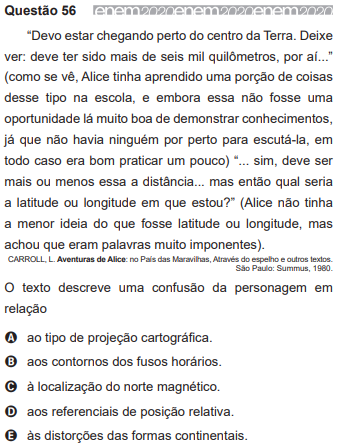 Questão 56 enem2020enem2020enem2020
“Devo estar chegando perto do centro da Terra. Deixe
ver: deve ter sido mais de seis mil quilômetros, por aí...”
(como se vê, Alice tinha aprendido uma porção de coisas
desse tipo na escola, e embora essa não fosse uma
oportunidade lá muito boa de demonstrar conhecimentos,
já que não havia ninguém por perto para escutá-la, em
todo caso era bom praticar um pouco) “... sim, deve ser
mais ou menos essa a distância... mas então qual seria
a latitude ou longitude em que estou?” (Alice não tinha
a menor ideia do que fosse latitude ou longitude, mas
achou que eram palavras muito imponentes).
CARROLL, L. Aventuras de Alice: no País das Maravilhas, Através do espelho e outros textos.
São Paulo: Summus, 1980.
O texto descreve uma confusão da personagem em
relação
A ao tipo de projeção cartográfica.
B aos contornos dos fusos horários.
C à localização do norte magnético.
D aos referenciais de posição relativa.
E às distorções das formas continentais.